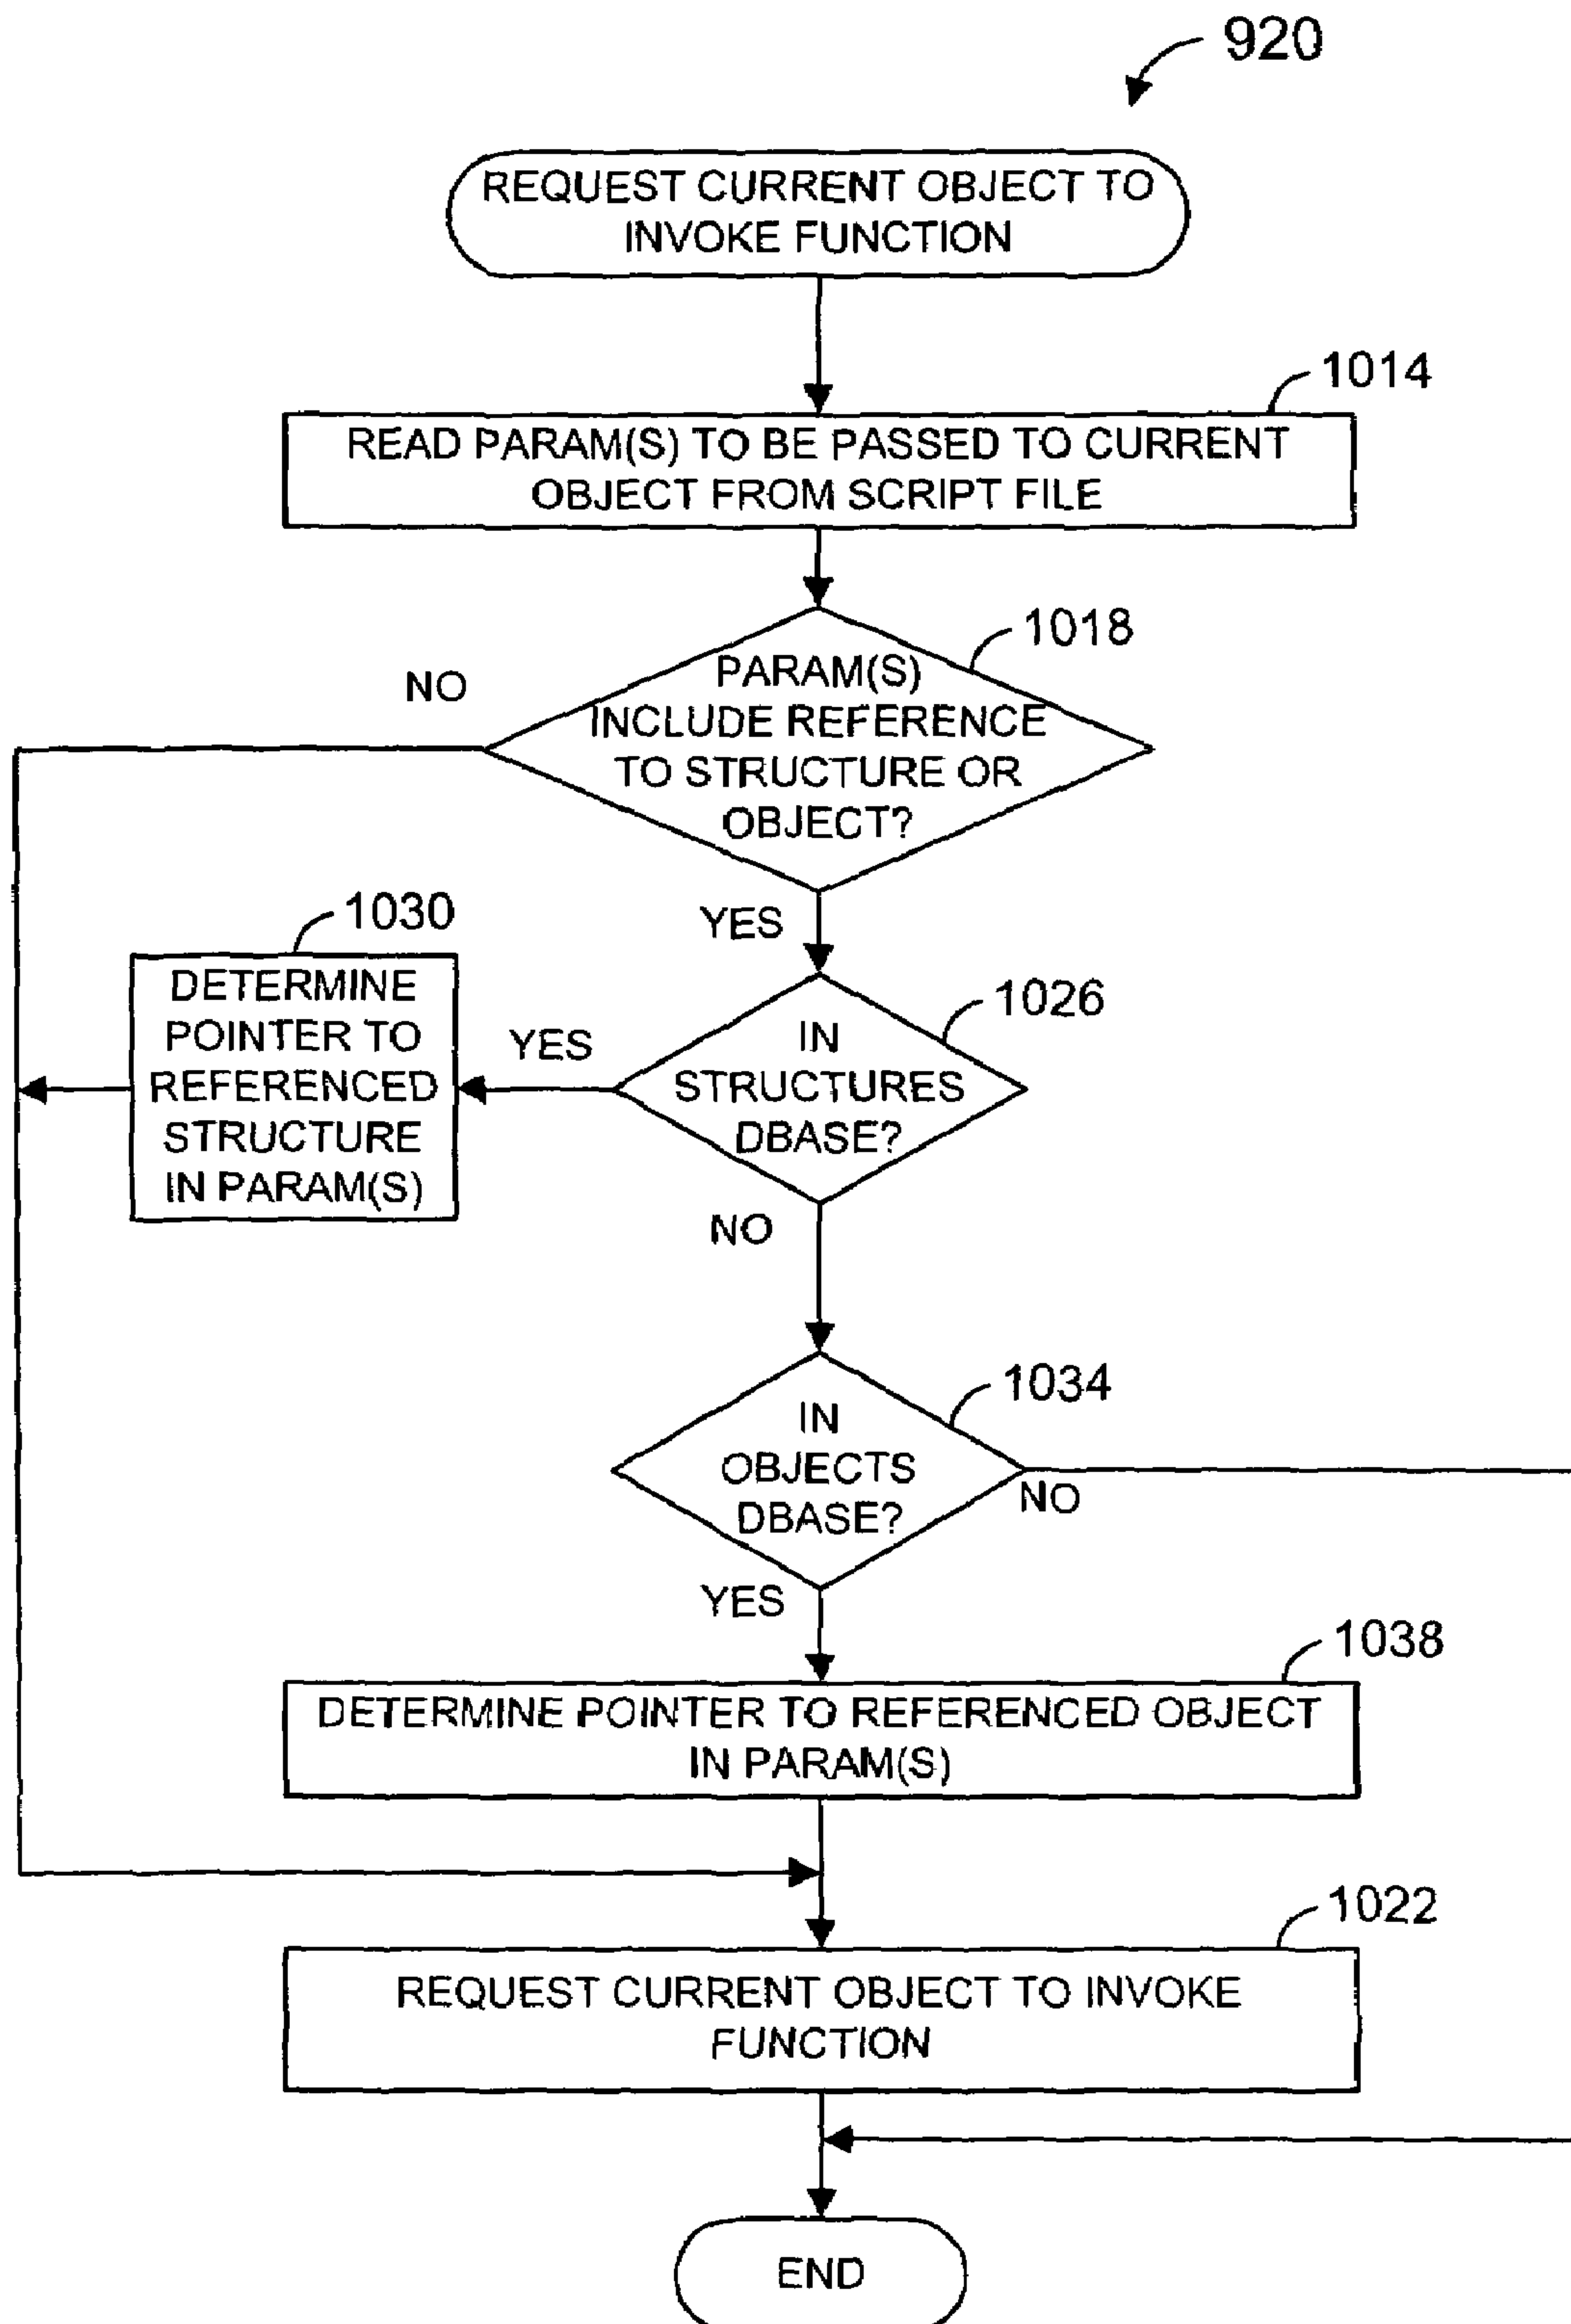 920
REQUEST CURRENT OBJECT TO
INVOKE FUNCTION
1014
READ PARAM(S) TO BE PASSED TO CURRENT
OBJECT FROM SCRIPT FILE
1018
NO
PARAM(S)
INCLUDE REFERENCE
TO STRUCTURE OR
OBJECT?
YES
1030
DETERMINE
POINTER TO
REFERENCED
STRUCTURE
IN PARAM(S)
YES
1026
IN
STRUCTURES
DBASE?
NO
1034
IN
OBJECTS
DBASE?
NO
YES
1038
DETERMINE POINTER TO REFERENCED OBJECT
IN PARAM(S)
1022
REQUEST CURRENT OBJECT TO INVOKE
FUNCTION
END